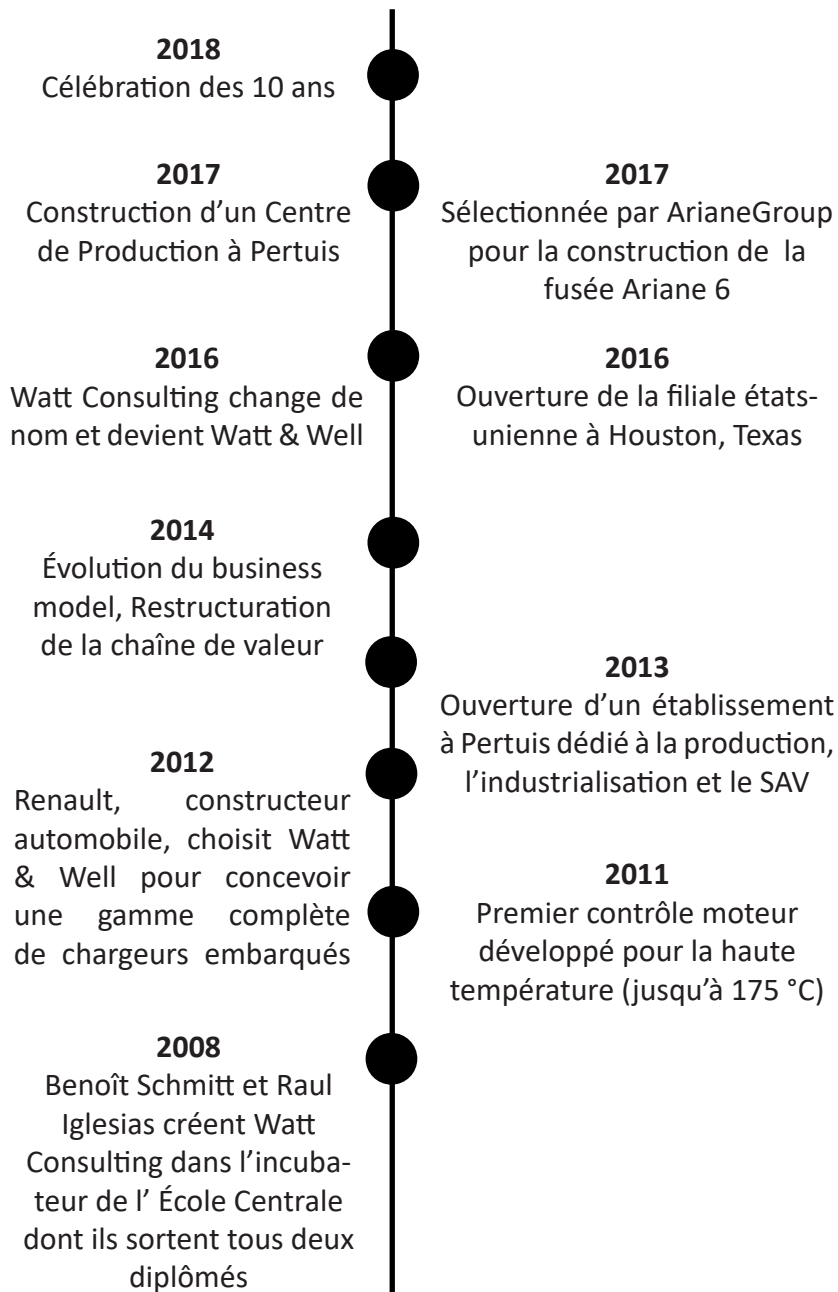 2018
Célébration des 10 ans
2017
Construction d’un Centre
de Production à Pertuis
2017
Sélectionnée par ArianeGroup
pour la construction de la
fusée Ariane 6
2016
Watt Consulting change de
nom et devient Watt & Well
2016
Ouverture de la filiale états-
unienne à Houston, Texas
2014
Évolution du business
model, Restructuration
de la chaîne de valeur
2013
Ouverture d’un établissement
à Pertuis dédié à la production,
l’industrialisation et le SAV
2012
Renault, constructeur
automobile, choisit Watt
& Well pour concevoir
une gamme complète
de chargeurs embarqués
2011
Premier contrôle moteur
développé pour la haute
température (jusqu’à 175 °C)
2008
Benoît Schmitt et Raul
Iglesias créent Watt
Consulting dans l’incuba-
teur de l’ École Centrale
dont ils sortent tous deux
diplômés